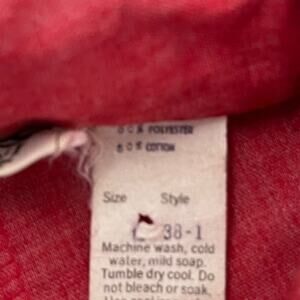 % POLYESTER
% COTTON
Size Style
38-1
Machine wash, cold
water, mild soap.
Tumble dry cool. Do
not bleach or soak.